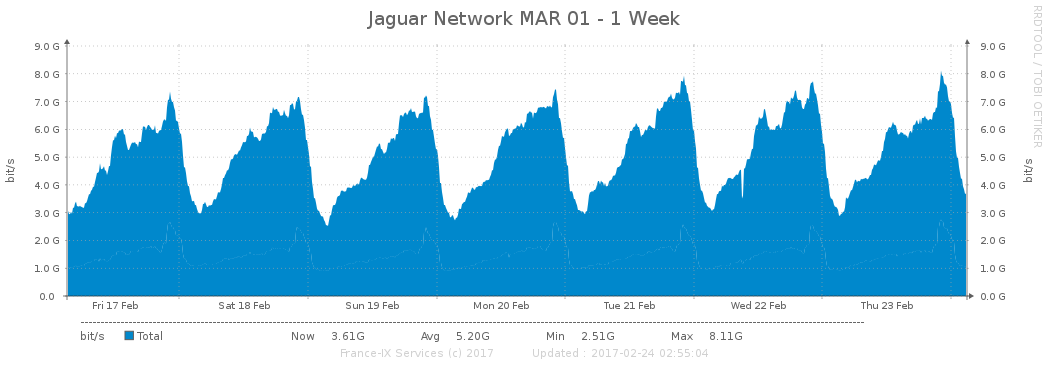 Jaguar Network MAR 01 - 1 Week
RRDTOOL / TOBI OETIKER
bit/s
9.0 G 9.0 G
8.0 G 8.0 G
7.0 G 7.0 G
6.0 G 6.0 G
5.0 G 5.0 G
4.0 G 4.0 G
3.0 G 3.0 G
2.0 G 2.0 G
1.0 G 1.0 G
0.0 0.0 G
bit/s
Fri 17 Feb Sat 18 Feb Sun 19 Feb Mon 20 Feb Tue 21 Feb Wed 22 Feb Thu 23 Feb
bit/s Total Now 3.61G Avg 5.20G Min 2.51G Max 8.11G
France-IX Services (c) 2017 Updated : 2017-02-24 02:55:04